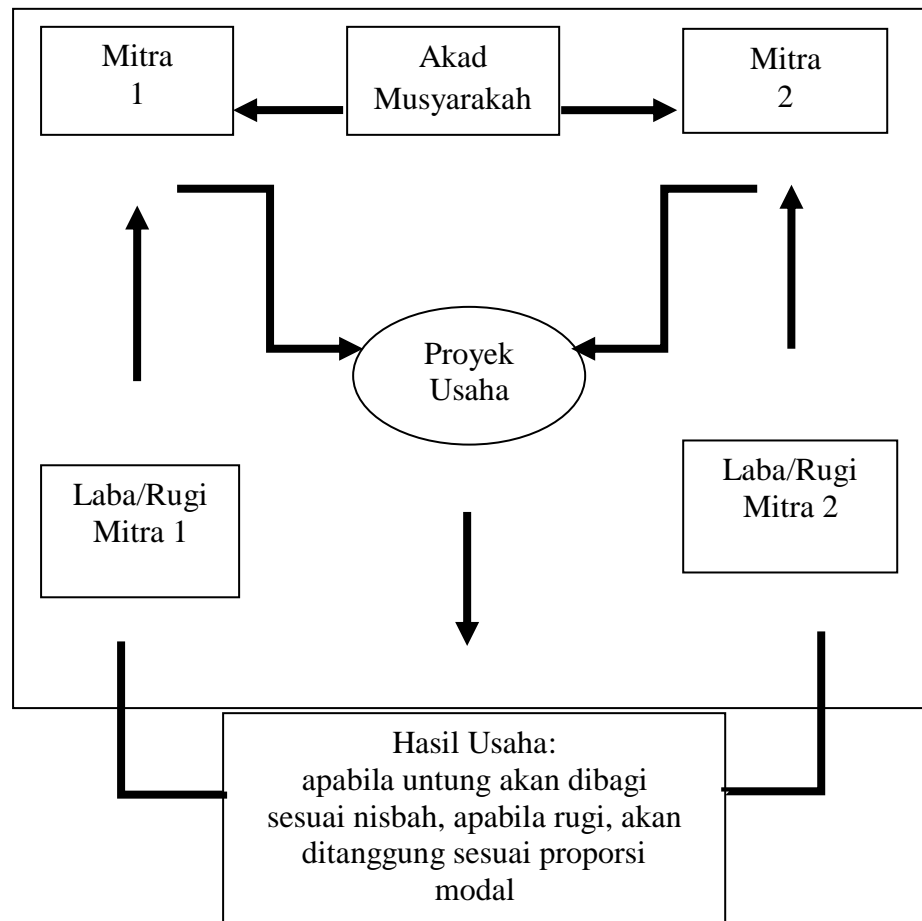 Mitra
1
Akad
Musyarakah
Mitra
2
Proyek
Usaha
Laba/Rugi
Mitra 1
Laba/Rugi
Mitra 2
Hasil Usaha:
apabila untung akan dibagi
sesuai nisbah, apabila rugi, akan
ditanggung sesuai proporsi
modal